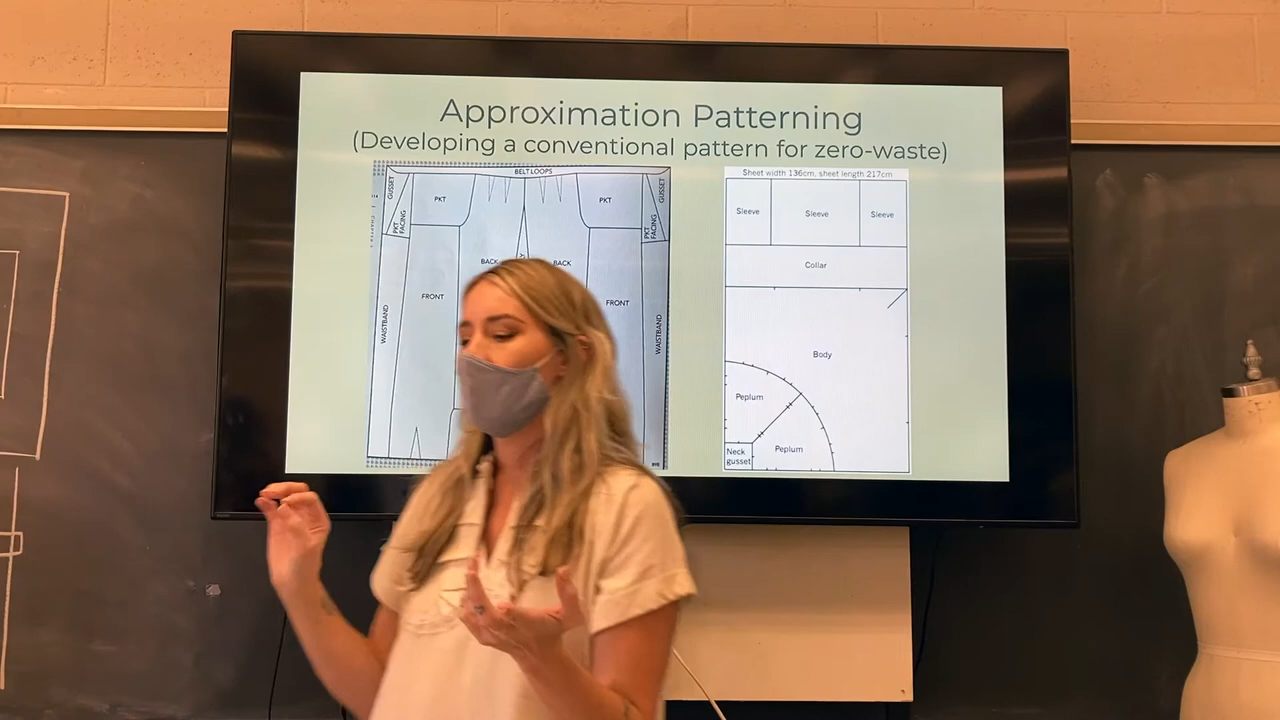 Approximation Patterning
(Developing a conventional pattern for zero-waste)
BELT LOOPS
GUSSET
PKT
PKT
GUSSET
PKT FACING
PKT FACING
BACK
BACK
FRONT
FRONT
WAISTBAND
WAISTBAND
Sheet width 136cm, sheet length 217cm
Sleeve
Sleeve
Sleeve
Collar
Body
Peplum
Peplum
Neck
gusset